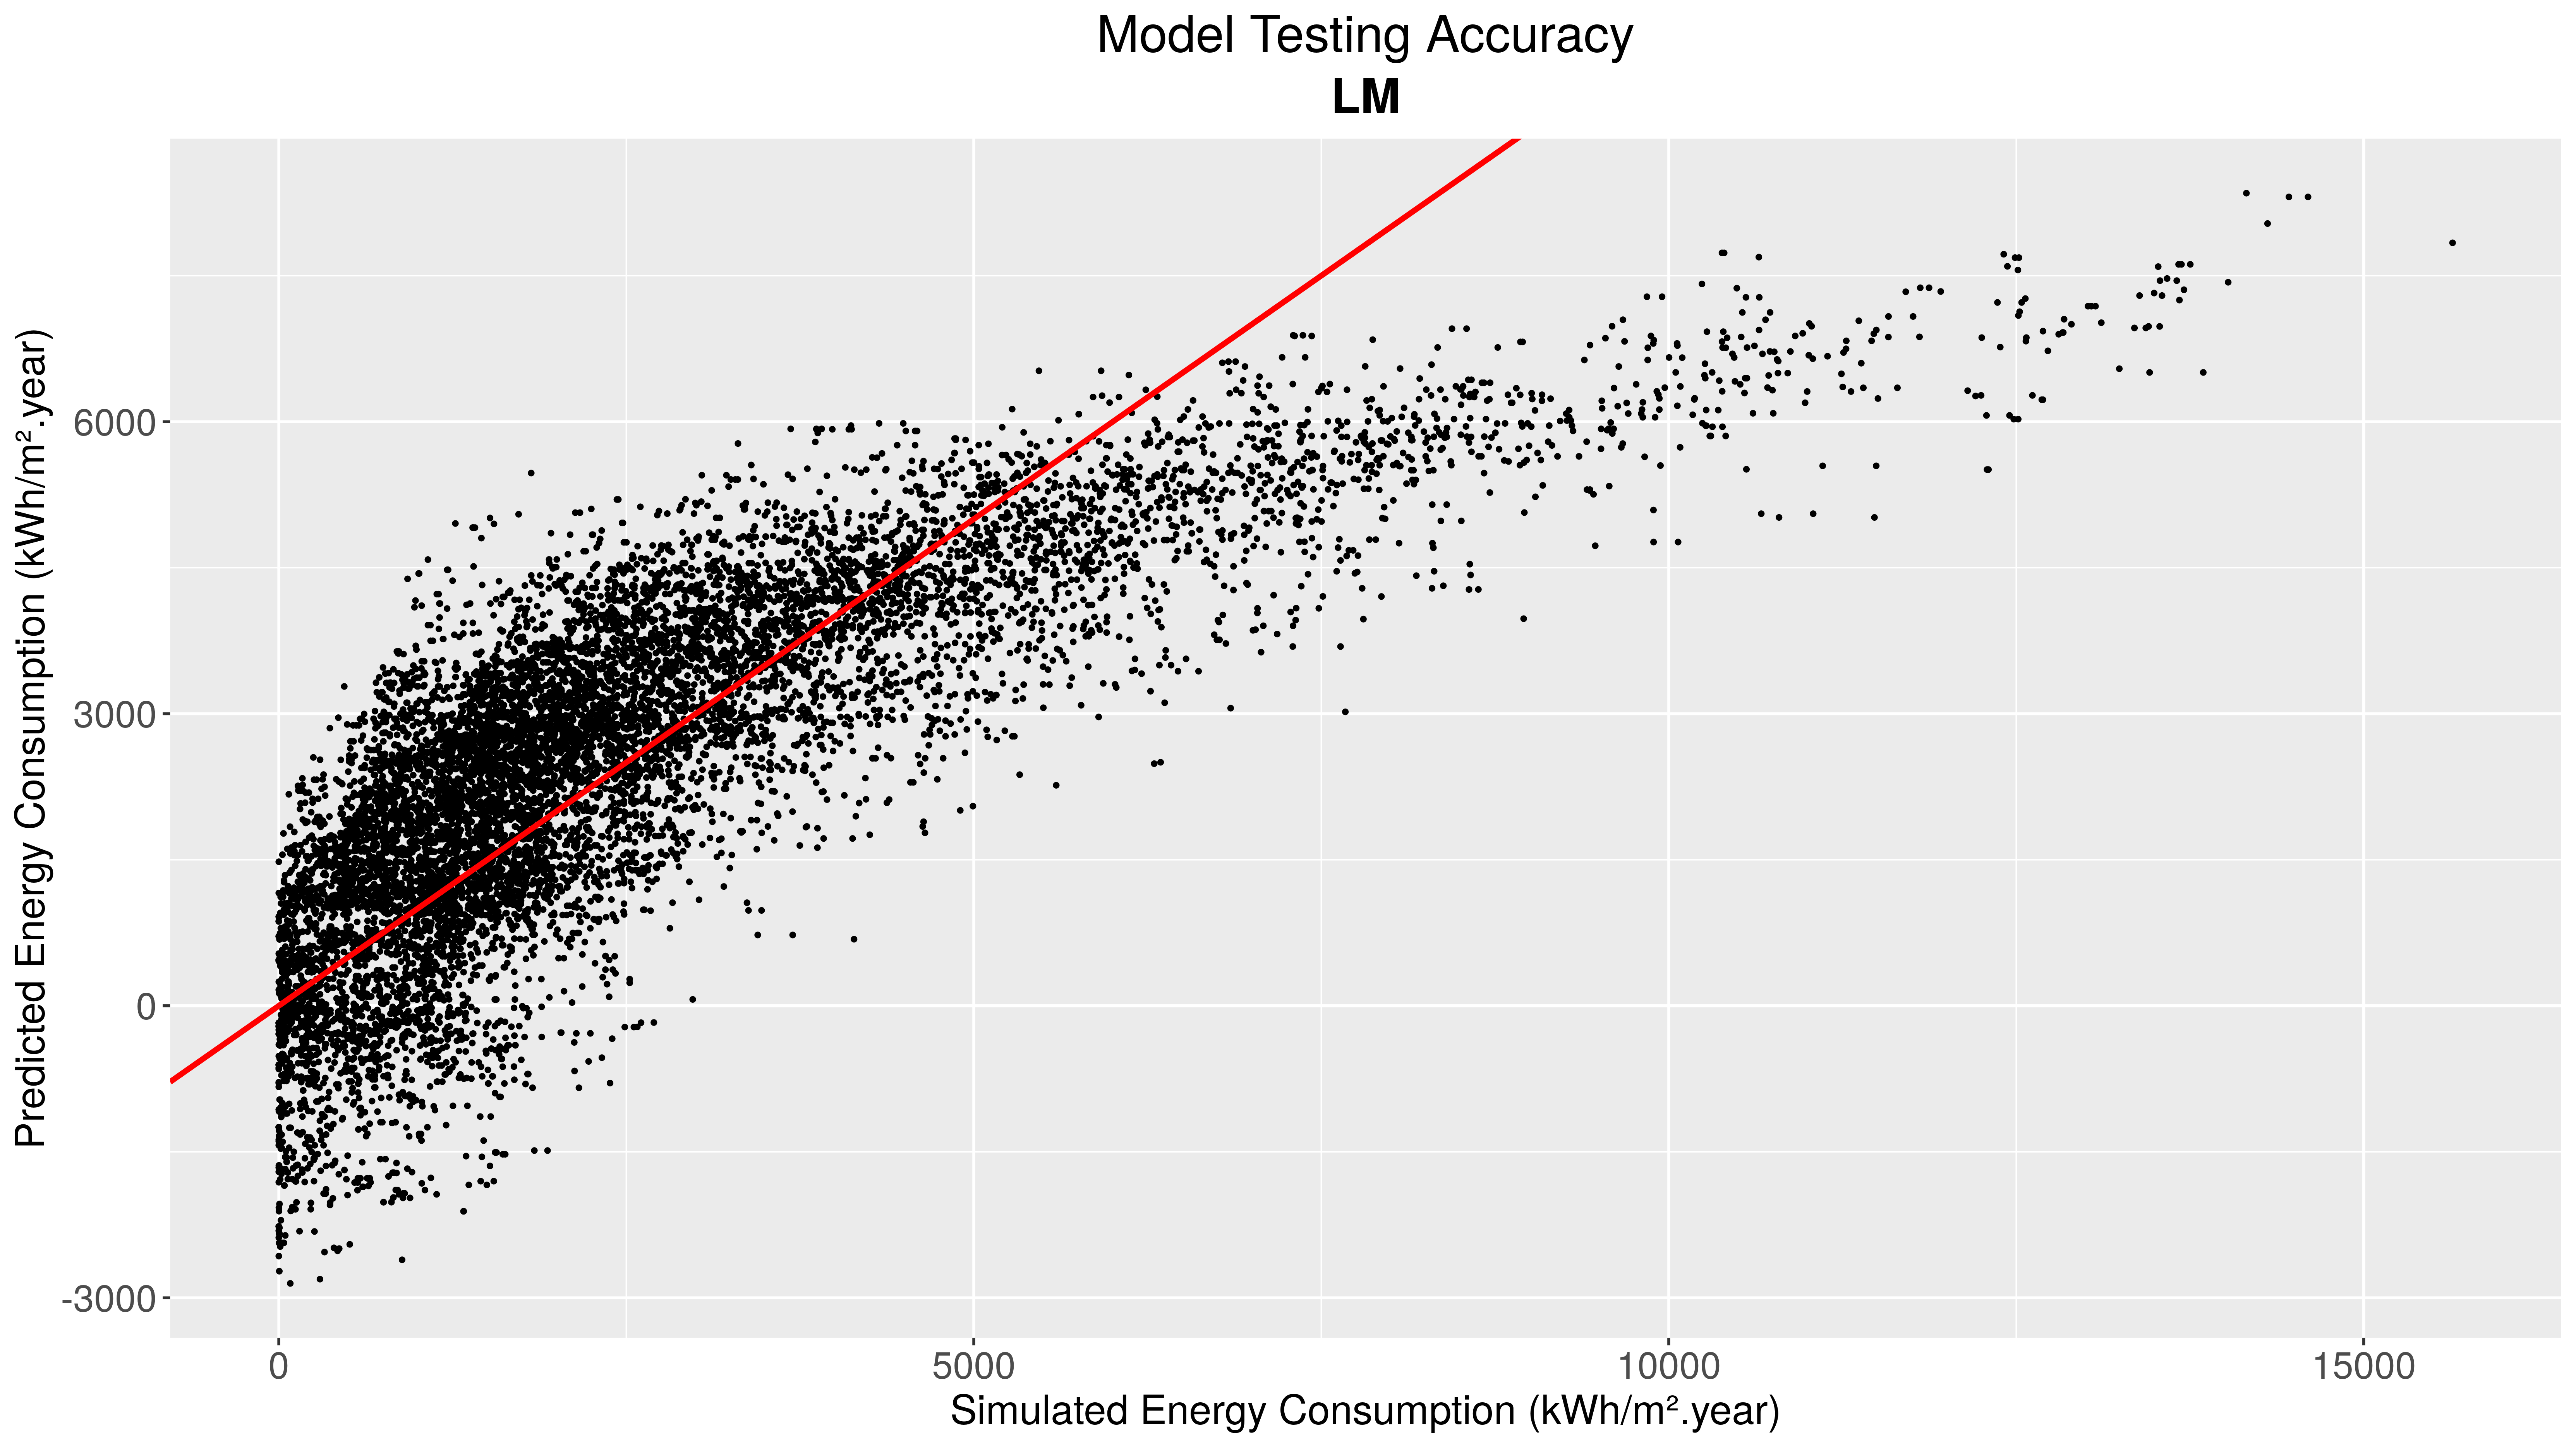 Model Testing Accuracy
LM
Predicted Energy Consumption (kWh/m².year)
6000
3000
0
-3000
0
5000
10000
15000
Simulated Energy Consumption (kWh/m².year)